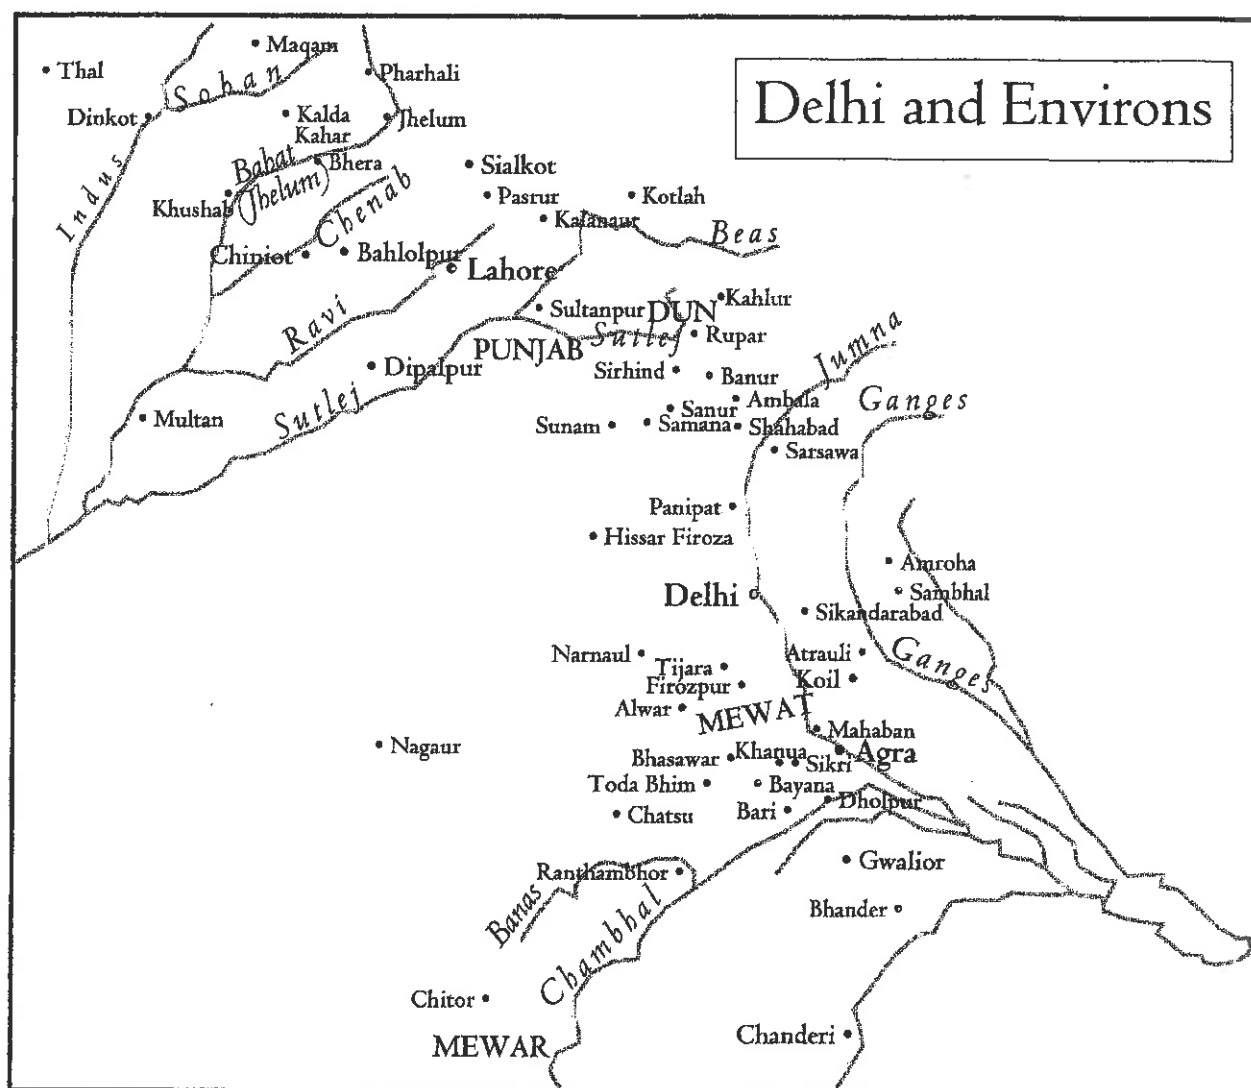 Delhi and Environs
Maqam
Thal
Pharhali
Sohan
Dinkot
Kalda
Kahar
Jhelum
Indus
Babat
(Jhelum)
Bhera
Khushab
Sialkot
Pasrur
Kotlah
Kalanaur
Beas
Chenab
Chiniot
Bahlolpur
Lahore
Ravi
Sultanpur
DUN
Kahlur
Sutlej
Rupar
PUNJAB
Jumna
Dipalpur
Sirhind
Banur
Sutlej
Multan
Ambala
Ganges
Sanur
Sunam
Samana
Shahabad
Sarsawa
Panipat
Hissar Firoza
Amroha
Delhi
Sambhal
Sikandarabad
Narnaul
Tijara
Atrauli
Ganges
Firozpur
Koil
Alwar
MEWAT
Mahaban
Nagaur
Bhasawar
Khanua
Sikri
Agra
Toda Bhim
Bayana
Chatsu
Bari
Dholpur
Ranthambhor
Gwalior
Banas
Chambhal
Bhander
Chitor
Chanderi
MEWAR